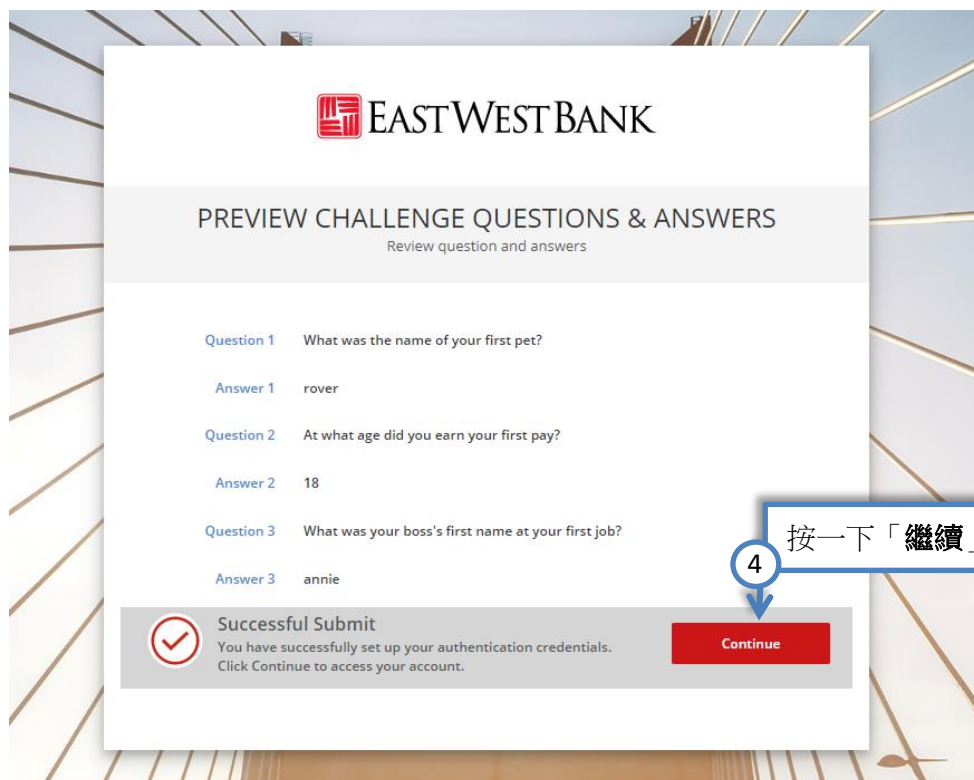 EASTWEST BANK
PREVIEW CHALLENGE QUESTIONS & ANSWERS
Review question and answers
Question 1 What was the name of your first pet?
Answer 1 rover
Question 2 At what age did you earn your first pay?
Answer 2 18
Question 3 What was your boss's first name at your first job?
按一下「繼續」
4
Answer 3 annie
Successful Submit
You have successfully set up your authentication credentials.
Click Continue to access your account.
Continue